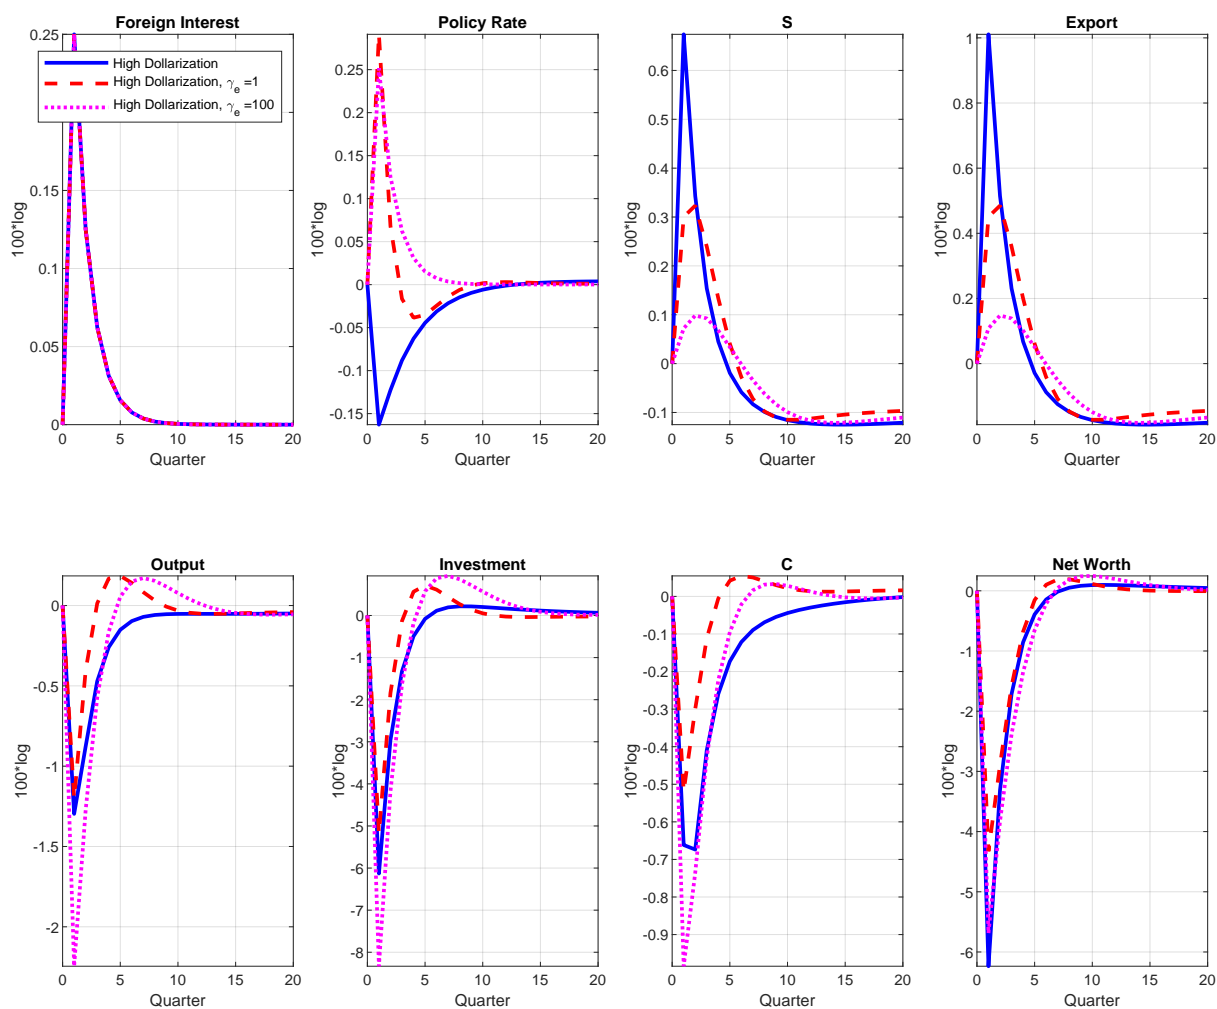 Foreign Interest
Policy Rate
S
Export
High Dollarization
High Dollarization, γe =1
High Dollarization, γe =100
0.25
0.15
0.1
0.05
0
100*log
0 5 10 15 20
Quarter
0.25
0.2
0.15
0.1
0.05
0
-0.05
-0.1
-0.15
100*log
0 5 10 15 20
Quarter
0.6
0.5
0.4
0.3
0.2
0.1
0
-0.1
100*log
0 5 10 15 20
Quarter
1
0.8
0.6
0.4
0.2
0
100*log
0 5 10 15 20
Quarter
Output
Investment
C
Net Worth
0
-0.5
-1
-1.5
-2
100*log
0 5 10 15 20
Quarter
0
-1
-2
-3
-4
-5
-6
-7
-8
100*log
0 5 10 15 20
Quarter
0
-0.1
-0.2
-0.3
-0.4
-0.5
-0.6
-0.7
-0.8
-0.9
100*log
0 5 10 15 20
Quarter
0
-1
-2
-3
-4
-5
-6
100*log
0 5 10 15 20
Quarter